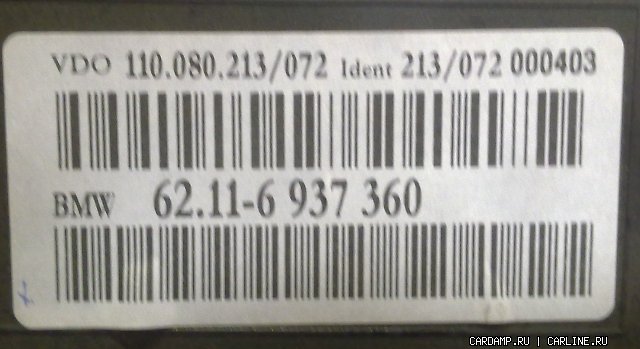 VDO 110.080.213/072 Ident 213/072 000403
BMW 62.11-6 937 360
CARDAMP.RU | CARLINE.RU